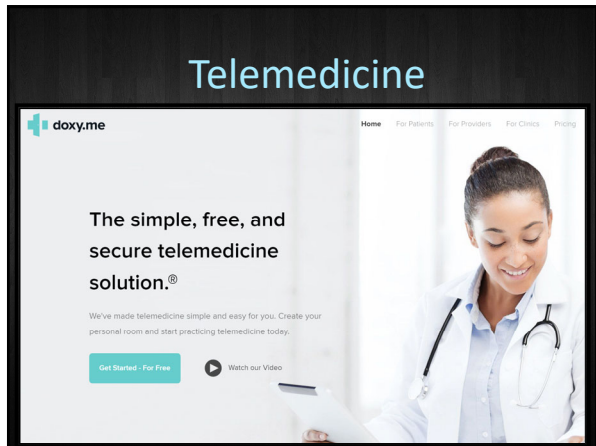 Telemedicine
doxy.me
Home For Patients For Providers For Clinics Pricing
The simple, free, and
secure telemedicine
solution.®
We've made telemedicine simple and easy for you. Create your
personal room and start practicing telemedicine today.
Get Started - For Free
Watch our Video